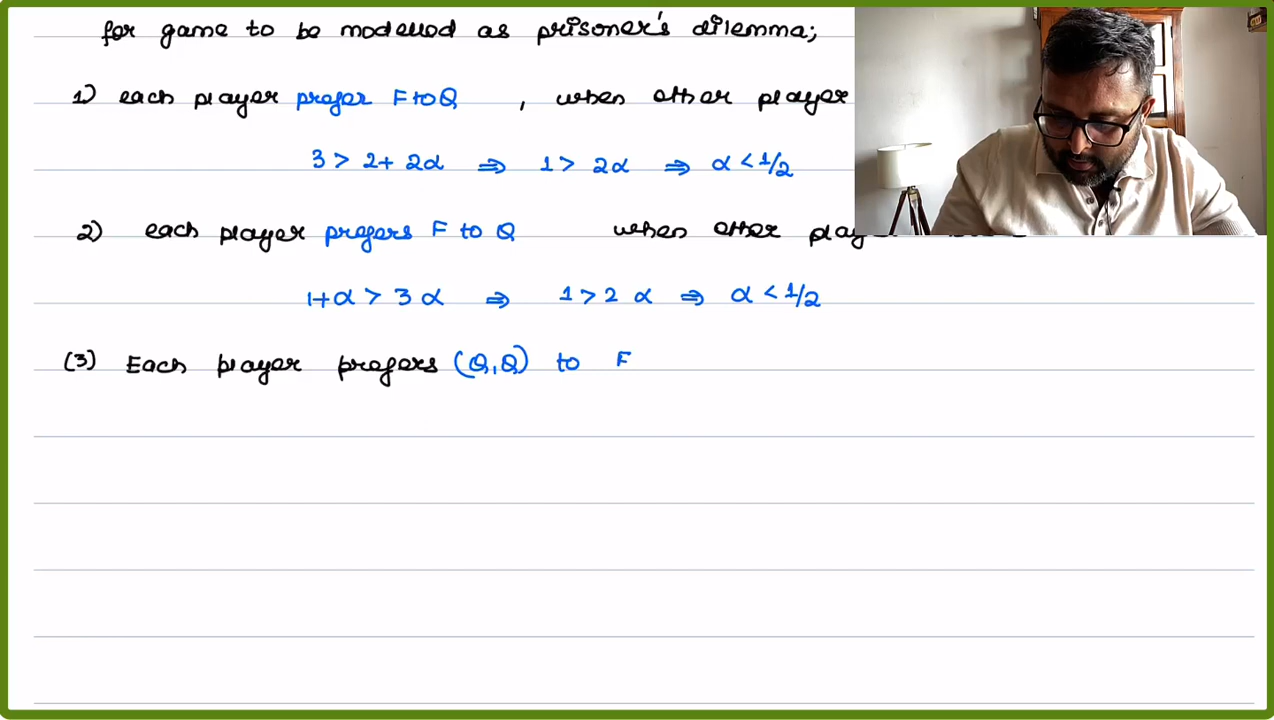 for game to be modelled as prisoner's dilemma;
1) each player prefer F to Q , when other player
3 > 2 + 2α ⇒ 1 > 2α ⇒ α < 1/2
2) each player prefers F to Q when other player
1 + α > 3α ⇒ 1 > 2α ⇒ α < 1/2
(3) Each player prefers (Q,Q) to F